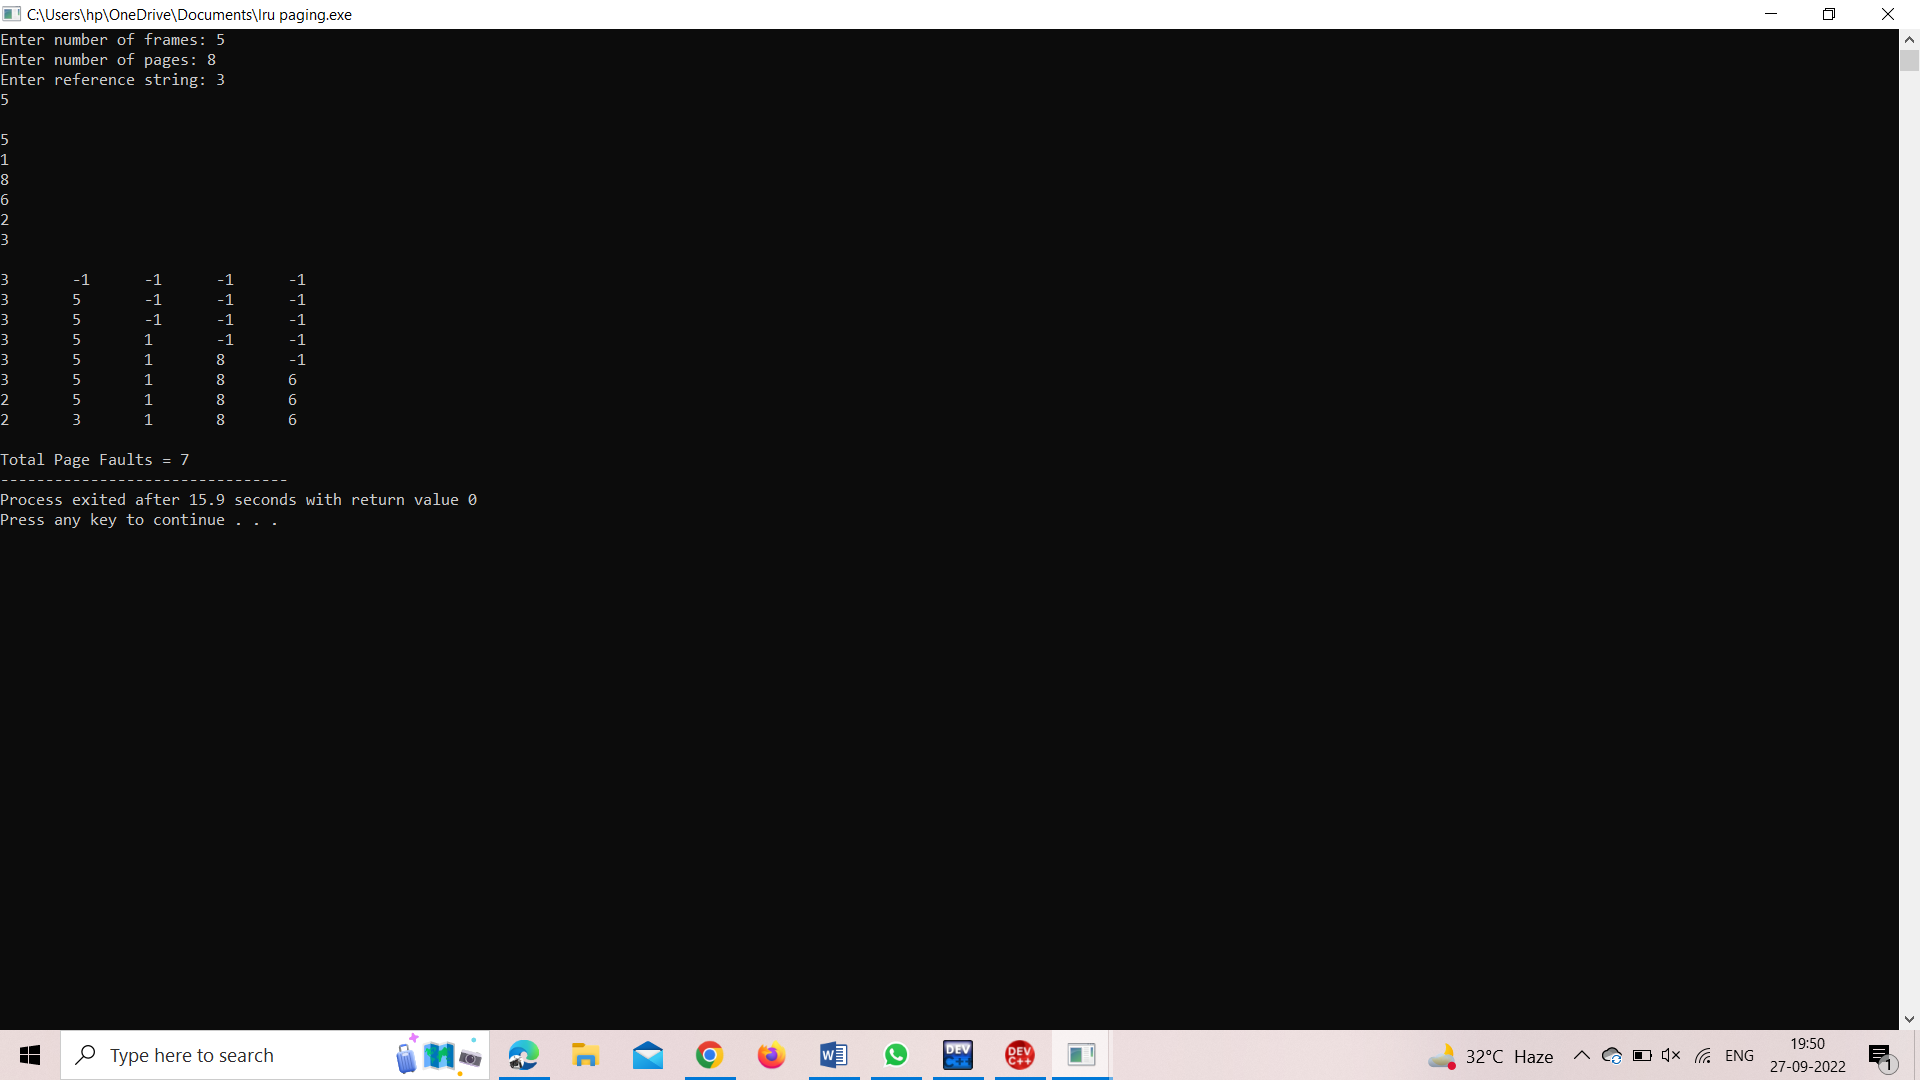 C:\Users\hp\OneDrive\Documents\lru paging.exe
Enter number of frames: 5
Enter number of pages: 8
Enter reference string: 3
5
5
1
8
6
2
3
3 -1 -1 -1 -1
3 5 -1 -1 -1
3 5 -1 -1 -1
3 5 1 -1 -1
3 5 1 8 -1
3 5 1 8 6
2 5 1 8 6
2 3 1 8 6
Total Page Faults = 7
--------------------------------
Process exited after 15.9 seconds with return value 0
Press any key to continue . . .
Type here to search
W
DEV C++
DEV C++
32°C Haze
ENG
19:50
27-09-2022
1